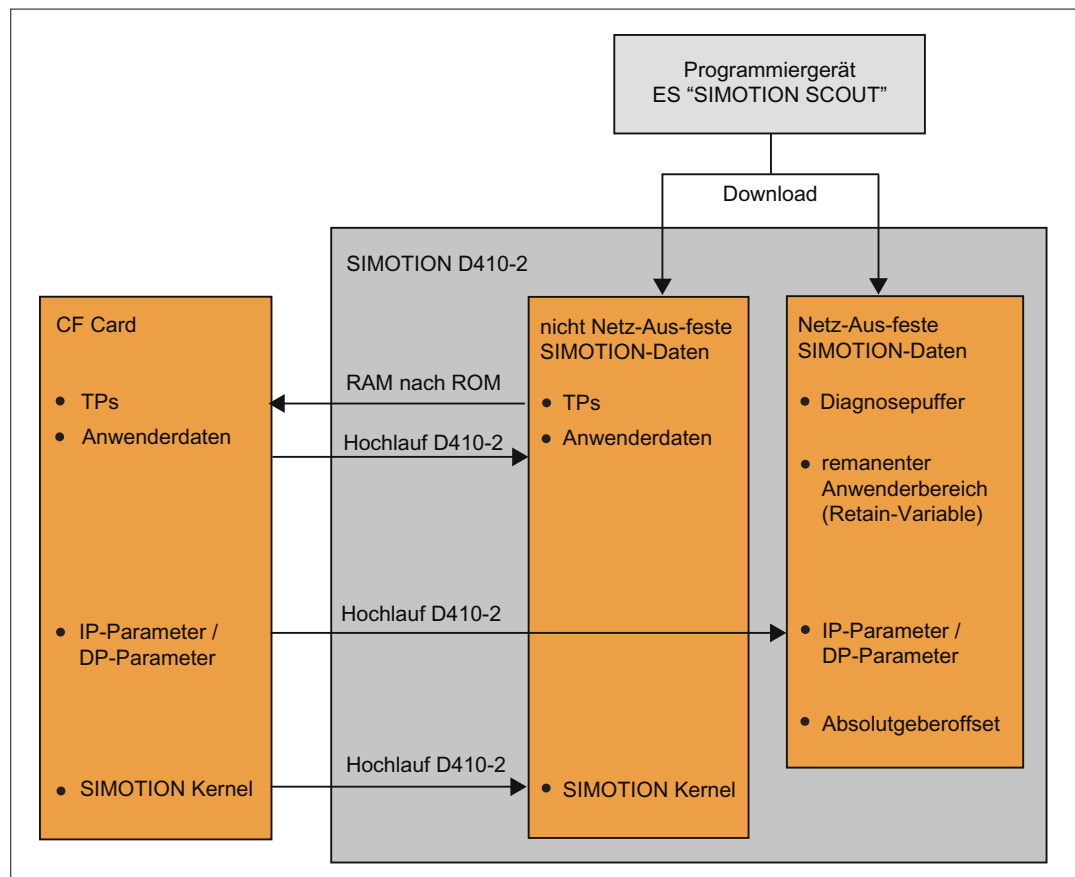 Programmiergerät
ES “SIMOTION SCOUT”
Download
SIMOTION D410-2
CF Card
• TPs
• Anwenderdaten
• IP-Parameter /
DP-Parameter
• SIMOTION Kernel
RAM nach ROM
Hochlauf D410-2
Hochlauf D410-2
Hochlauf D410-2
nicht Netz-Aus-feste
SIMOTION-Daten
• TPs
• Anwenderdaten
• SIMOTION Kernel
Netz-Aus-feste
SIMOTION-Daten
• Diagnosepuffer
• remanenter
Anwenderbereich
(Retain-Variable)
• IP-Parameter /
DP-Parameter
• Absolutgeberoffset